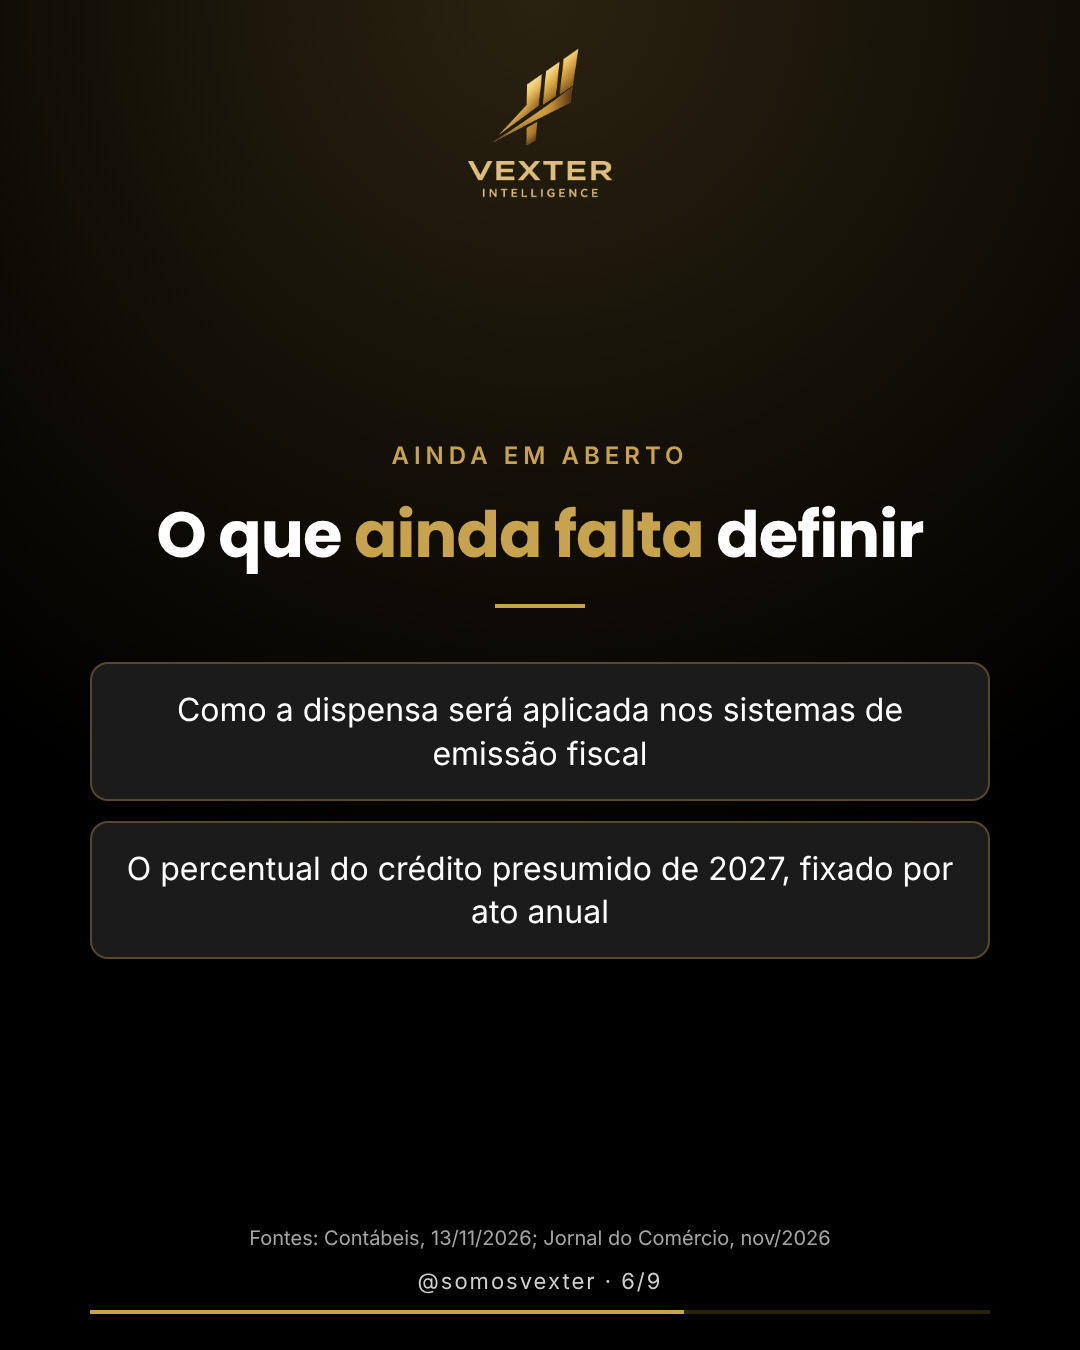 VEXTER
INTELLIGENCE
AINDA EM ABERTO
O que ainda falta definir
Como a dispensa será aplicada nos sistemas de
emissão fiscal
O percentual do crédito presumido de 2027, fixado por
ato anual
Fontes: Contábeis, 13/11/2026; Jornal do Comércio, nov/2026
@somosvexter · 6/9